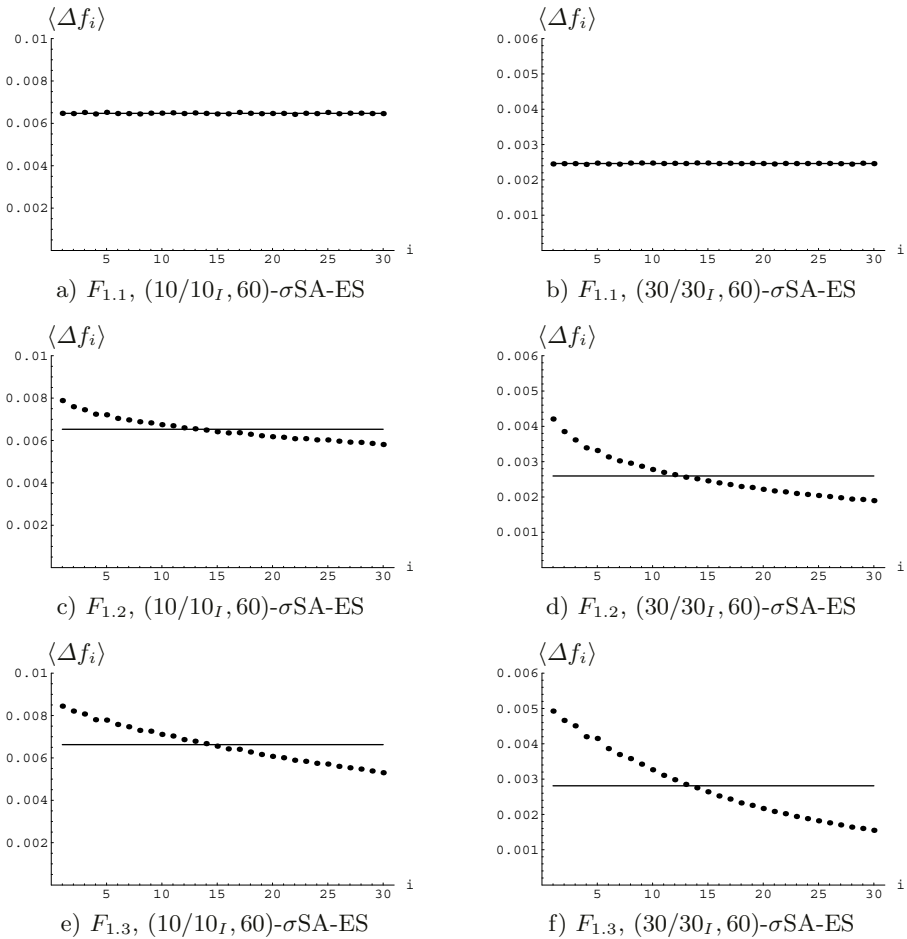 ⟨Δf_i⟩
0.01
0.008
0.006
0.004
0.002
5 10 15 20 25 30 i
a) F_{1.1}, (10/10_I, 60)-σSA-ES
⟨Δf_i⟩
0.006
0.005
0.004
0.003
0.002
0.001
5 10 15 20 25 30 i
b) F_{1.1}, (30/30_I, 60)-σSA-ES
⟨Δf_i⟩
0.01
0.008
0.006
0.004
0.002
5 10 15 20 25 30 i
c) F_{1.2}, (10/10_I, 60)-σSA-ES
⟨Δf_i⟩
0.006
0.005
0.004
0.003
0.002
0.001
5 10 15 20 25 30 i
d) F_{1.2}, (30/30_I, 60)-σSA-ES
⟨Δf_i⟩
0.01
0.008
0.006
0.004
0.002
5 10 15 20 25 30 i
e) F_{1.3}, (10/10_I, 60)-σSA-ES
⟨Δf_i⟩
0.006
0.005
0.004
0.003
0.002
0.001
5 10 15 20 25 30 i
f) F_{1.3}, (30/30_I, 60)-σSA-ES